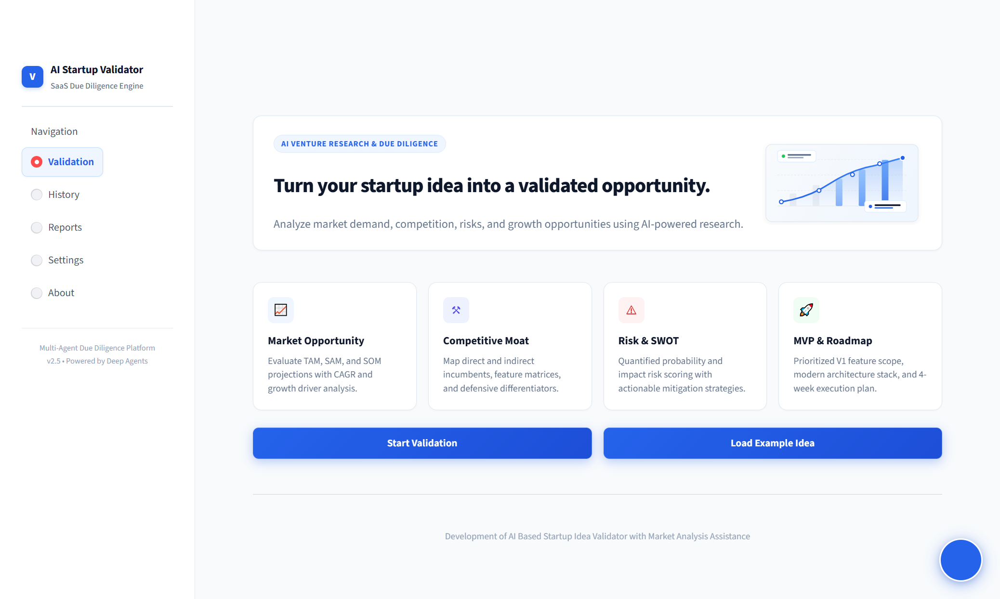 V
AI Startup Validator
SaaS Due Diligence Engine
Navigation
Validation
History
Reports
Settings
About
Multi-Agent Due Diligence Platform
v2.5 • Powered by Deep Agents
AI VENTURE RESEARCH & DUE DILIGENCE
Turn your startup idea into a validated opportunity.
Analyze market demand, competition, risks, and growth opportunities using AI-powered research.
Market Opportunity
Evaluate TAM, SAM, and SOM
projections with CAGR and
growth driver analysis.
Competitive Moat
Map direct and indirect
incumbents, feature matrices,
and defensive differentiators.
Risk & SWOT
Quantified probability and
impact risk scoring with
actionable mitigation strategies.
MVP & Roadmap
Prioritized V1 feature scope,
modern architecture stack, and 4-
week execution plan.
Start Validation
Load Example Idea
Development of AI Based Startup Idea Validator with Market Analysis Assistance